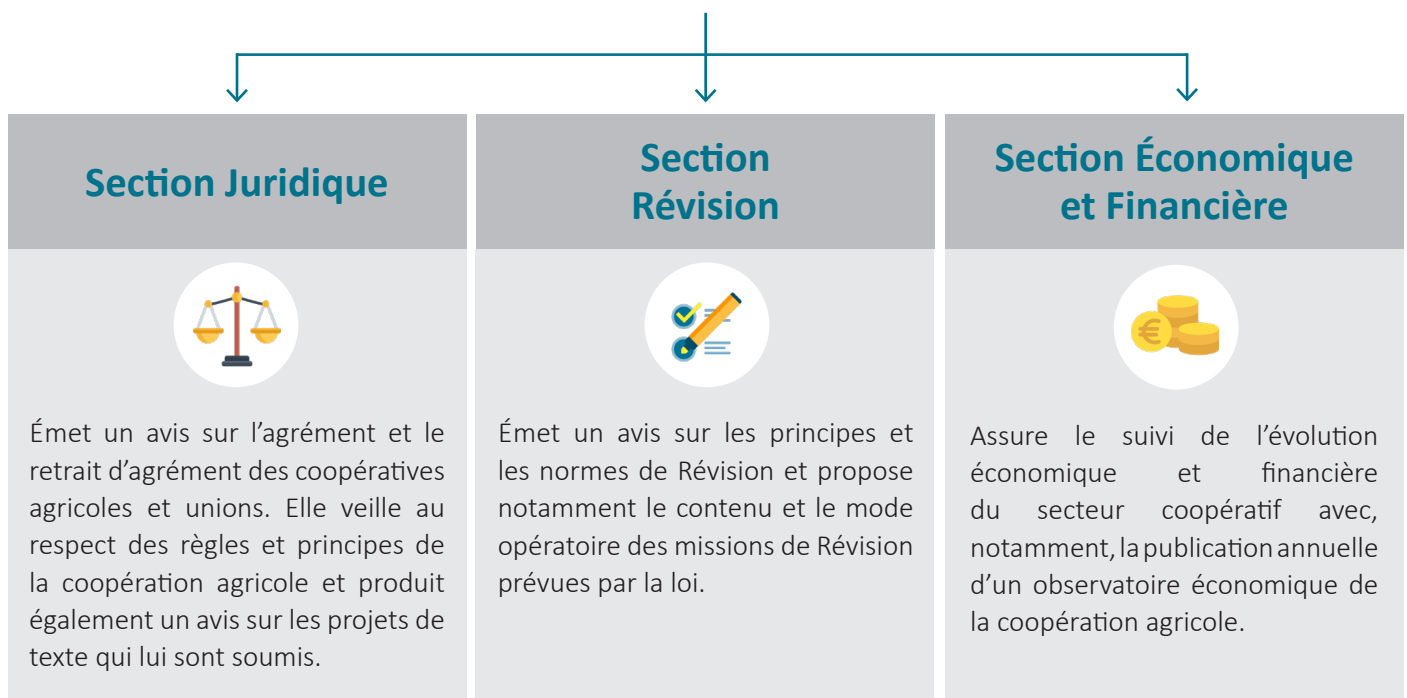 Section Juridique
Émet un avis sur l’agrément et le
retrait d’agrément des coopératives
agricoles et unions. Elle veille au
respect des règles et principes de
la coopération agricole et produit
également un avis sur les projets de
texte qui lui sont soumis.
Section
Révision
Émet un avis sur les principes et
les normes de Révision et propose
notamment le contenu et le mode
opératoire des missions de Révision
prévues par la loi.
Section Économique
et Financière
€
Assure le suivi de l’évolution
économique et financière
du secteur coopératif avec,
notamment, la publication annuelle
d’un observatoire économique de
la coopération agricole.